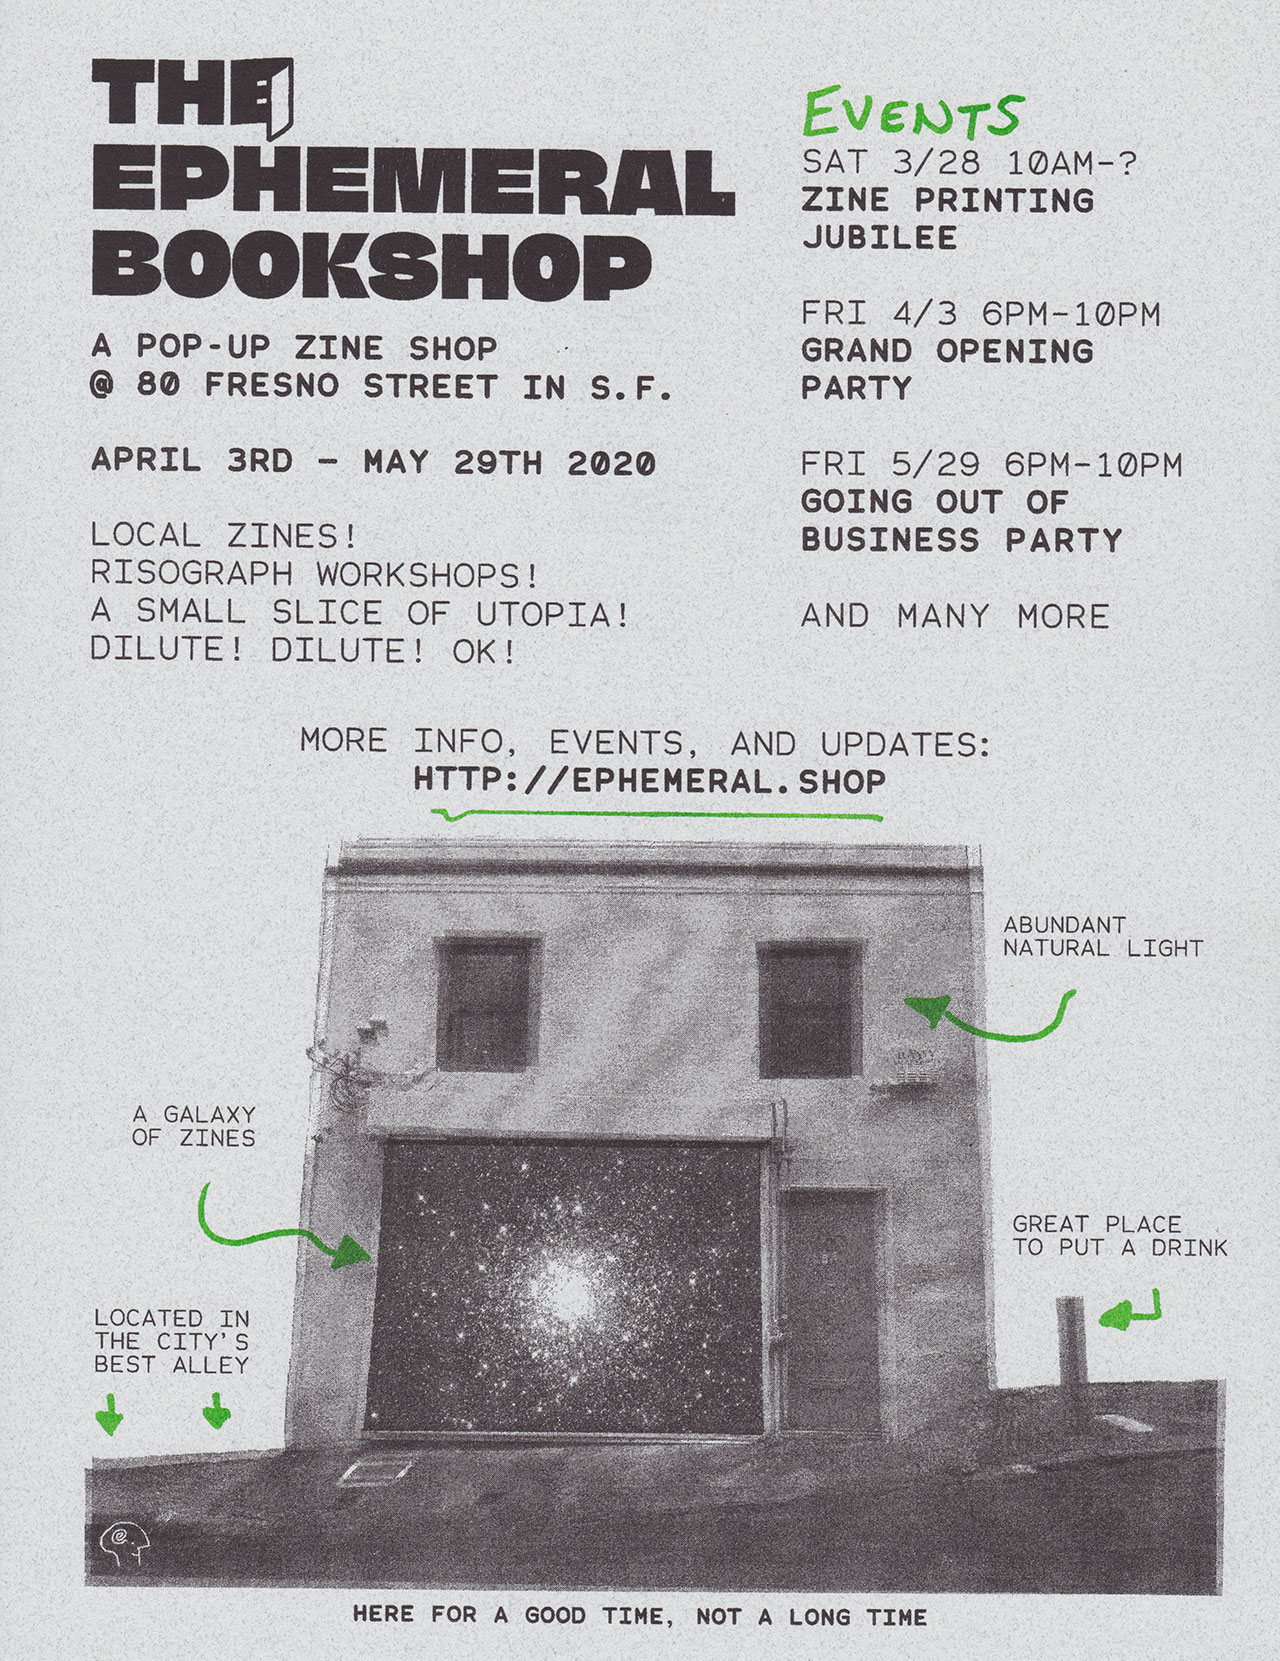 THE
EPHEMERAL
BOOKSHOP
A POP-UP ZINE SHOP
@ 80 FRESNO STREET IN S.F.
APRIL 3RD – MAY 29TH 2020
LOCAL ZINES!
RISOGRAPH WORKSHOPS!
A SMALL SLICE OF UTOPIA!
DILUTE! DILUTE! OK!
EVENTS
SAT 3/28 10AM-?
ZINE PRINTING
JUBILEE
FRI 4/3 6PM-10PM
GRAND OPENING
PARTY
FRI 5/29 6PM-10PM
GOING OUT OF
BUSINESS PARTY
AND MANY MORE
MORE INFO, EVENTS, AND UPDATES:
HTTP://EPHEMERAL.SHOP
ABUNDANT
NATURAL LIGHT
A GALAXY
OF ZINES
GREAT PLACE
TO PUT A DRINK
LOCATED IN
THE CITY'S
BEST ALLEY
HERE FOR A GOOD TIME, NOT A LONG TIME